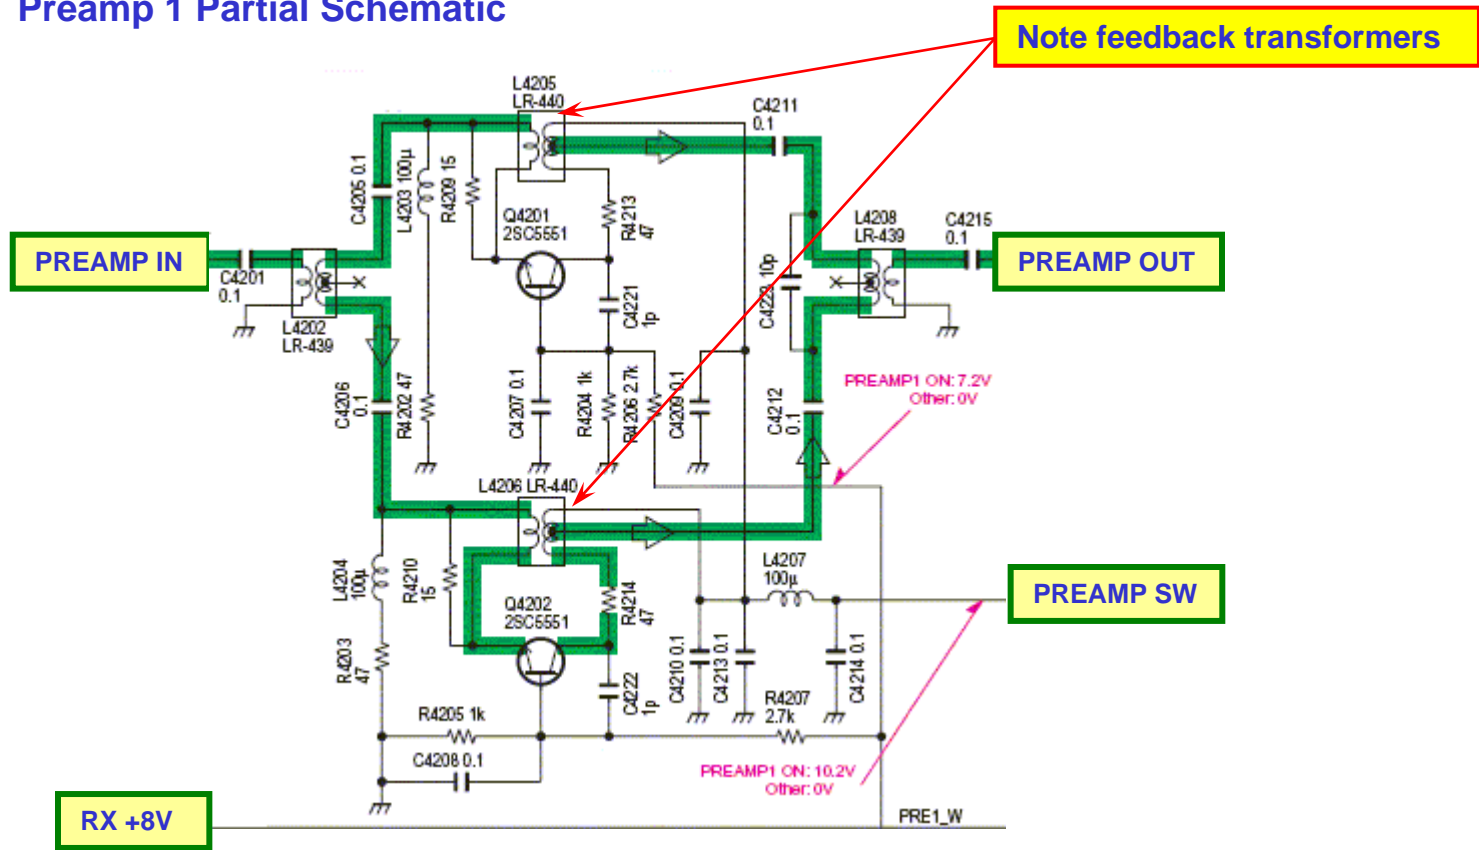 Preamp 1 Partial Schematic
Note feedback transformers
L4205
LR-440
C4211
0.1
C4205 0.1
L4203 100µ
R4209 15
Q4201
2SC5551
R4213
47
L4208
LR-439
C4215
0.1
PREAMP IN
C4201
0.1
L4202
LR-439
PREAMP OUT
C4223 10p
C4221
1p
C4206
0.1
R4202 47
C4207 0.1
R4204 1k
R4206 2.7k
C4209 0.1
C4212
0.1
PREAMP1 ON: 7.2V
Other: 0V
L4206 LR-440
L4204
100µ
R4210
15
Q4202
2SC5551
R4214
47
L4207
100µ
PREAMP SW
R4203
47
C4222
1p
C4210 0.1
C4213 0.1
C4214 0.1
R4205 1k
R4207
2.7k
C4208 0.1
PREAMP1 ON: 10.2V
Other: 0V
RX +8V
PRE1_W